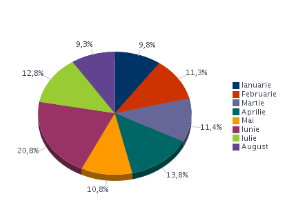 9,3%
9,8%
12,8%
11,3%
11,4%
20,8%
13,8%
10,8%
Ianuarie
Februarie
Martie
Aprilie
Mai
Iunie
Iulie
August